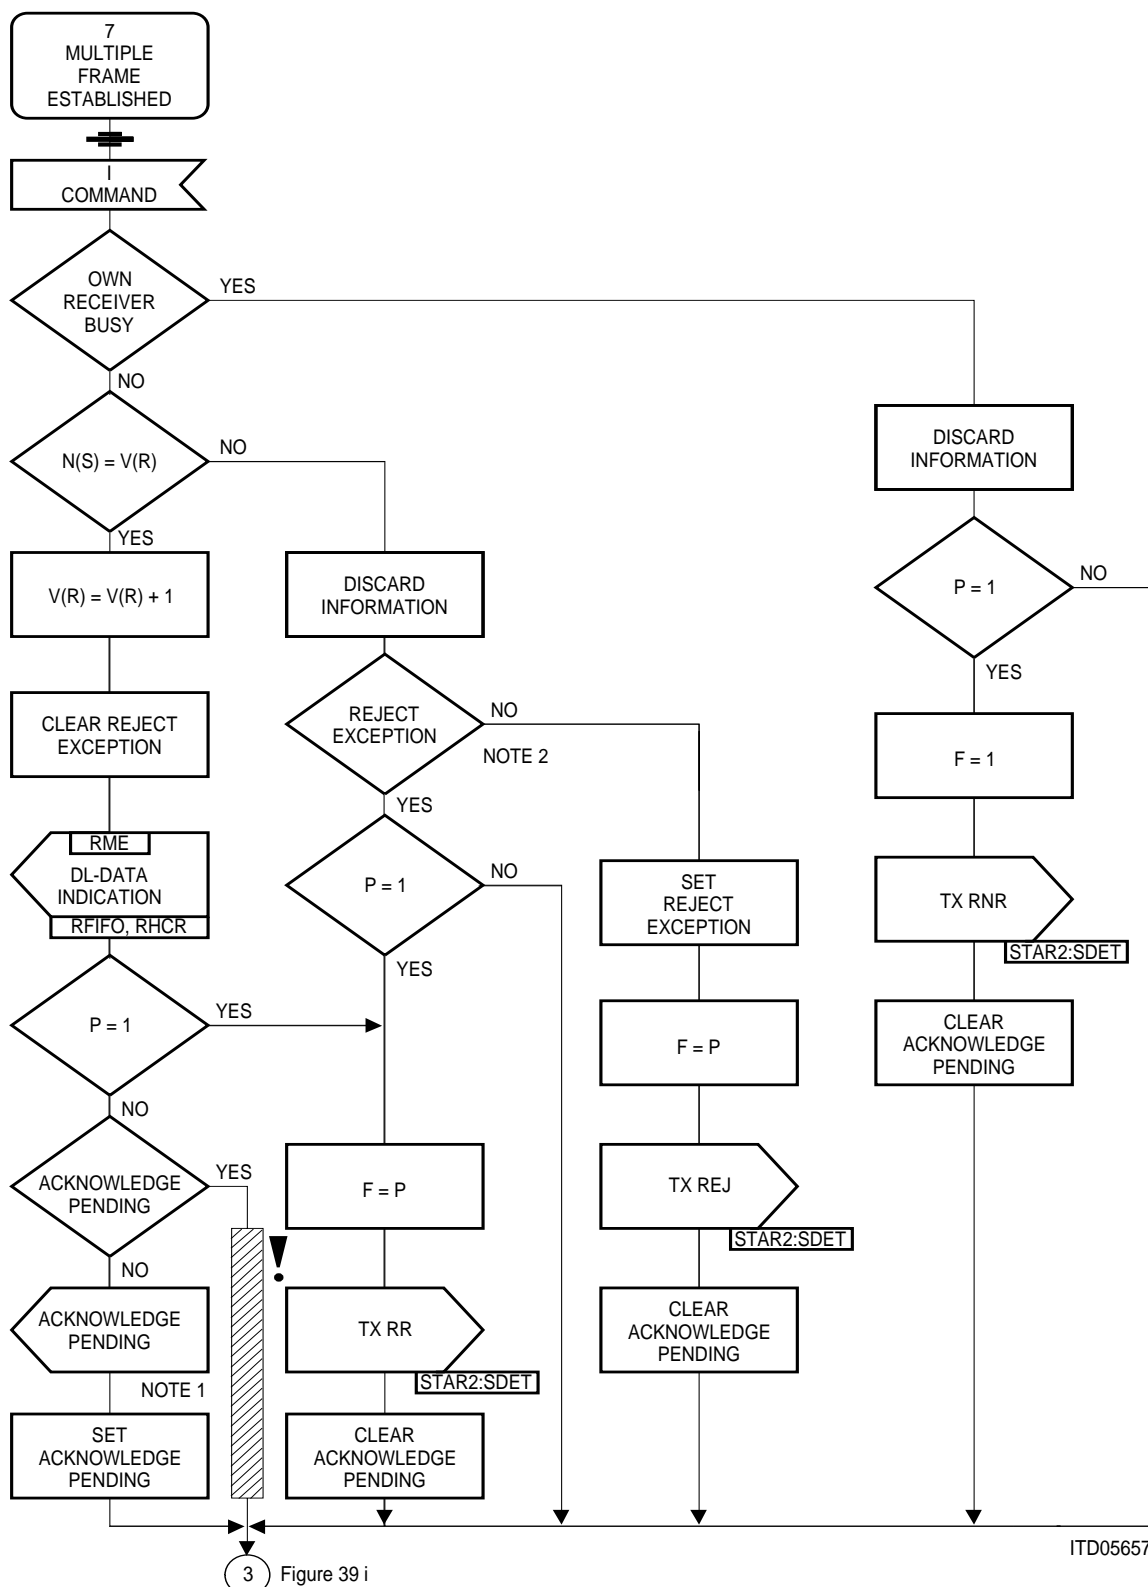 7
MULTIPLE
FRAME
ESTABLISHED
I
COMMAND
OWN
RECEIVER
BUSY
YES
NO
N(S) = V(R)
NO
YES
DISCARD
INFORMATION
P = 1
NO
YES
V(R) = V(R) + 1
DISCARD
INFORMATION
CLEAR REJECT
EXCEPTION
REJECT
EXCEPTION
NO
NOTE 2
YES
F = 1
RME
DL-DATA
INDICATION
RFIFO, RHCR
P = 1
NO
YES
SET
REJECT
EXCEPTION
TX RNR
STAR2:SDET
P = 1
YES
NO
F = P
CLEAR
ACKNOWLEDGE
PENDING
ACKNOWLEDGE
PENDING
YES
NO
F = P
TX REJ
STAR2:SDET
!
ACKNOWLEDGE
PENDING
NOTE 1
TX RR
STAR2:SDET
CLEAR
ACKNOWLEDGE
PENDING
SET
ACKNOWLEDGE
PENDING
CLEAR
ACKNOWLEDGE
PENDING
ITD05657
3 Figure 39 i